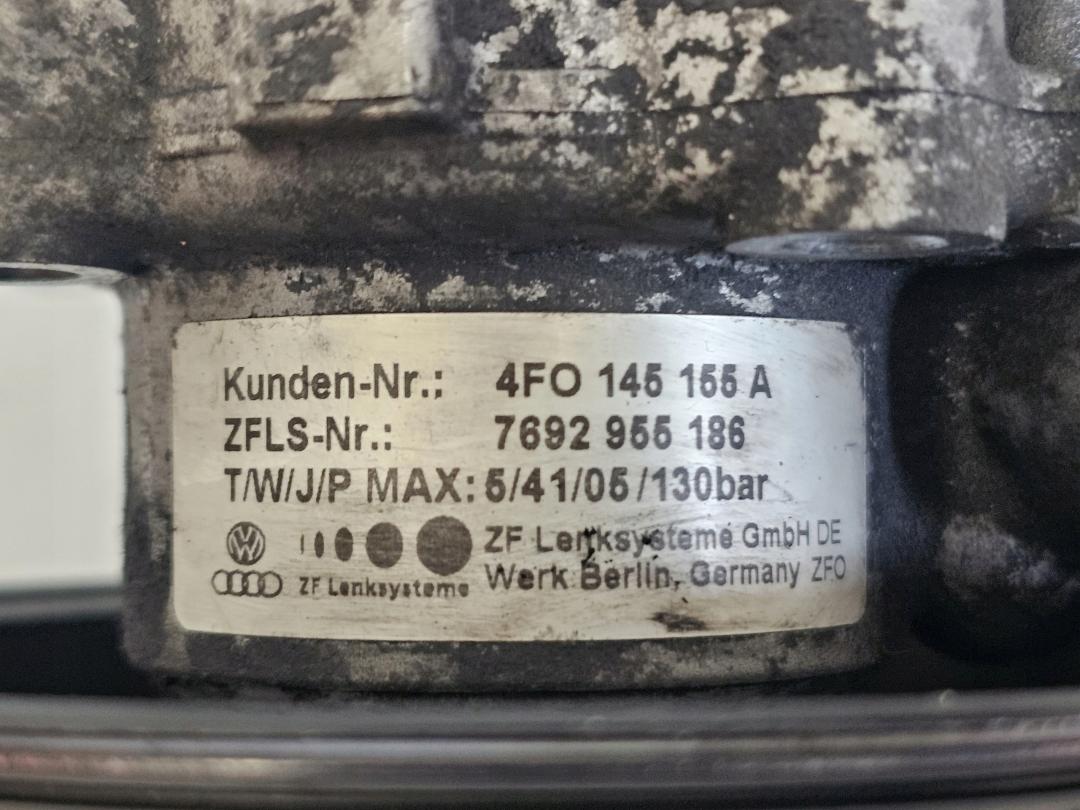 Kunden-Nr.: 4FO 145 155 A
ZFLS-Nr.: 7692 955 186
T/W/J/P MAX: 5/41/05/130bar
ZF Lenksysteme GmbH DE
ZF Lenksysteme Werk Berlin, Germany ZFO